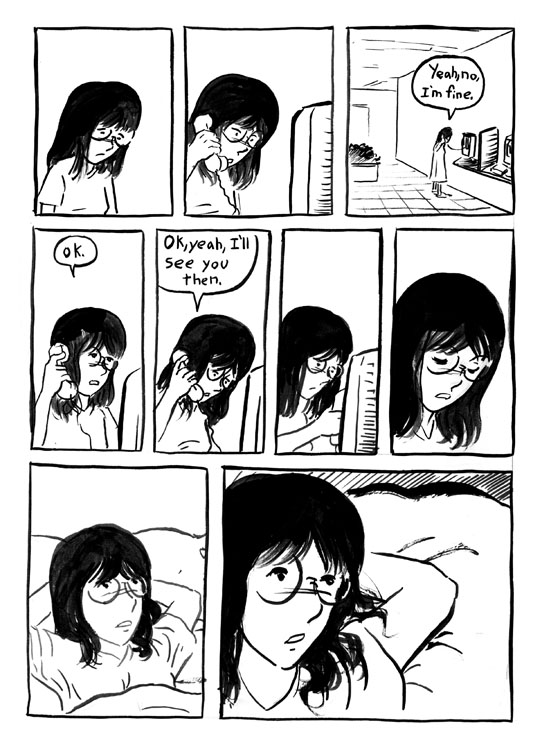 Yeah, no,
I'm fine.
OK.
OK, yeah, I'll
see you
then.